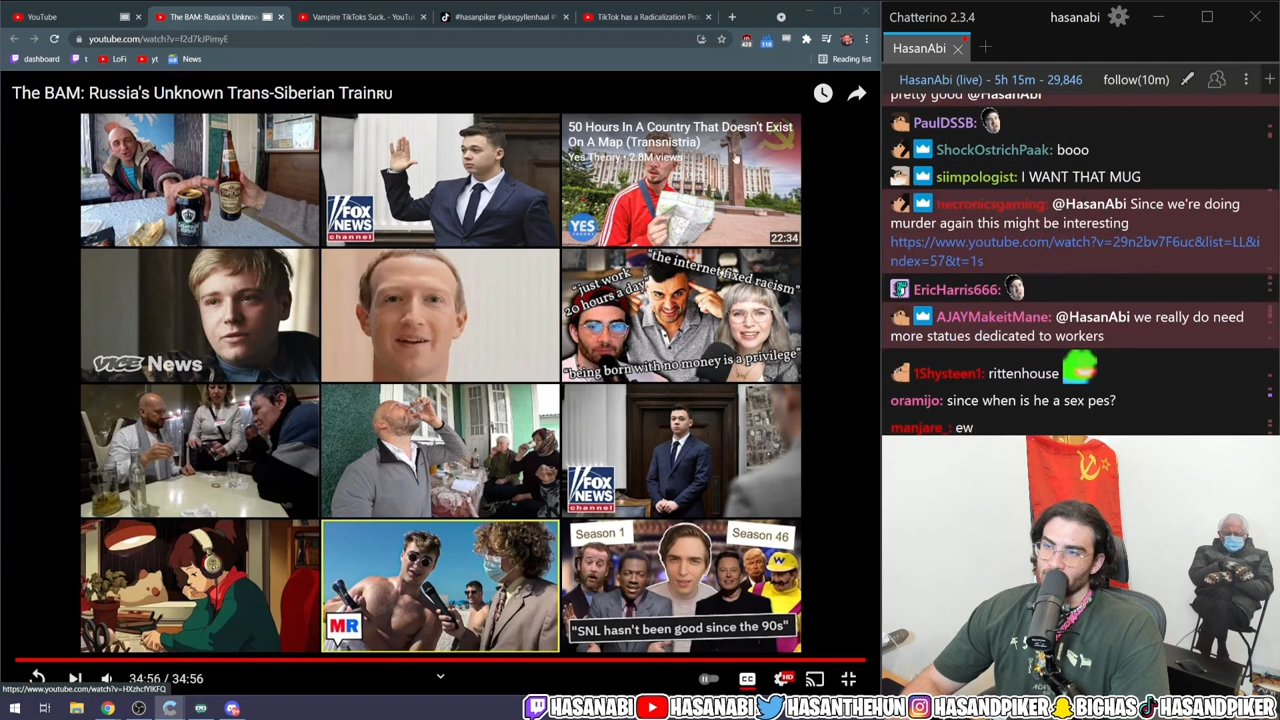 YouTube
The BAM: Russia's Unknow
Vampire TikToks Suck. - YouTu
#hasanpiker #jakegyllenhaal #
TikTok has a Radicalization Pro
youtube.com/watch?v=f2d7kJPimyE
dashboard
t
LoFi
yt
News
Reading list
The BAM: Russia's Unknown Trans-Siberian TrainRU
50 Hours In A Country That Doesn't Exist
On A Map (Transnistria)
Yes Theory • 2.8M views
FOX
NEWS
channel
YES
22:34
VICE News
"just work
20 hours a day"
"the internet fixed racism"
"being born with no money is a privilege"
FOX
NEWS
channel
MR
Season 1
Season 46
"SNL hasn't been good since the 90s"
34:56 / 34:56
CC
HD
Chatterino 2.3.4
hasanabi
HasanAbi
HasanAbi (live) - 5h 15m - 29,846
follow(10m)
pretty good @HasanAbi
PaulDSSB:
ShockOstrichPaak: booo
siimpologist: I WANT THAT MUG
necronicsgaming: @HasanAbi Since we're doing
murder again this might be interesting
https://www.youtube.com/watch?v=29n2bv7F6uc&list=LL&i
ndex=57&t=1s
EricHarris666:
AJAYMakeitMane: @HasanAbi we really do need
more statues dedicated to workers
1Shysteen1: rittenhouse
oramijo: since when is he a sex pes?
manjare_: ew
HASANABI
HASANABI
HASANTHEHUN
HASANDPIKER
BIGHAS
HASANDPIKER